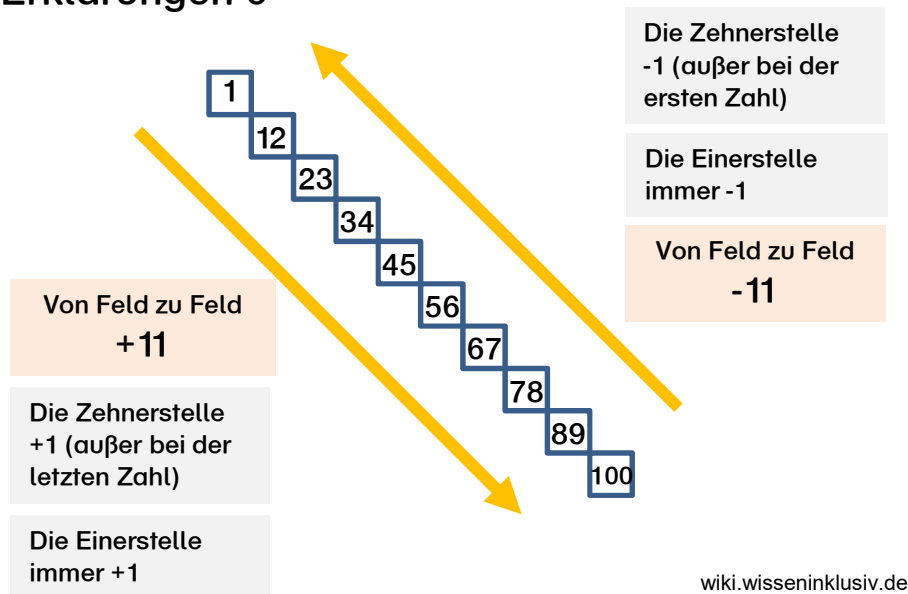 Die Zehnerstelle
-1 (außer bei der
ersten Zahl)
Die Einerstelle
immer -1
Von Feld zu Feld
-11
1
12
23
34
45
56
67
78
89
100
Von Feld zu Feld
+11
Die Zehnerstelle
+1 (außer bei der
letzten Zahl)
Die Einerstelle
immer +1
wiki.wisseninklusiv.de